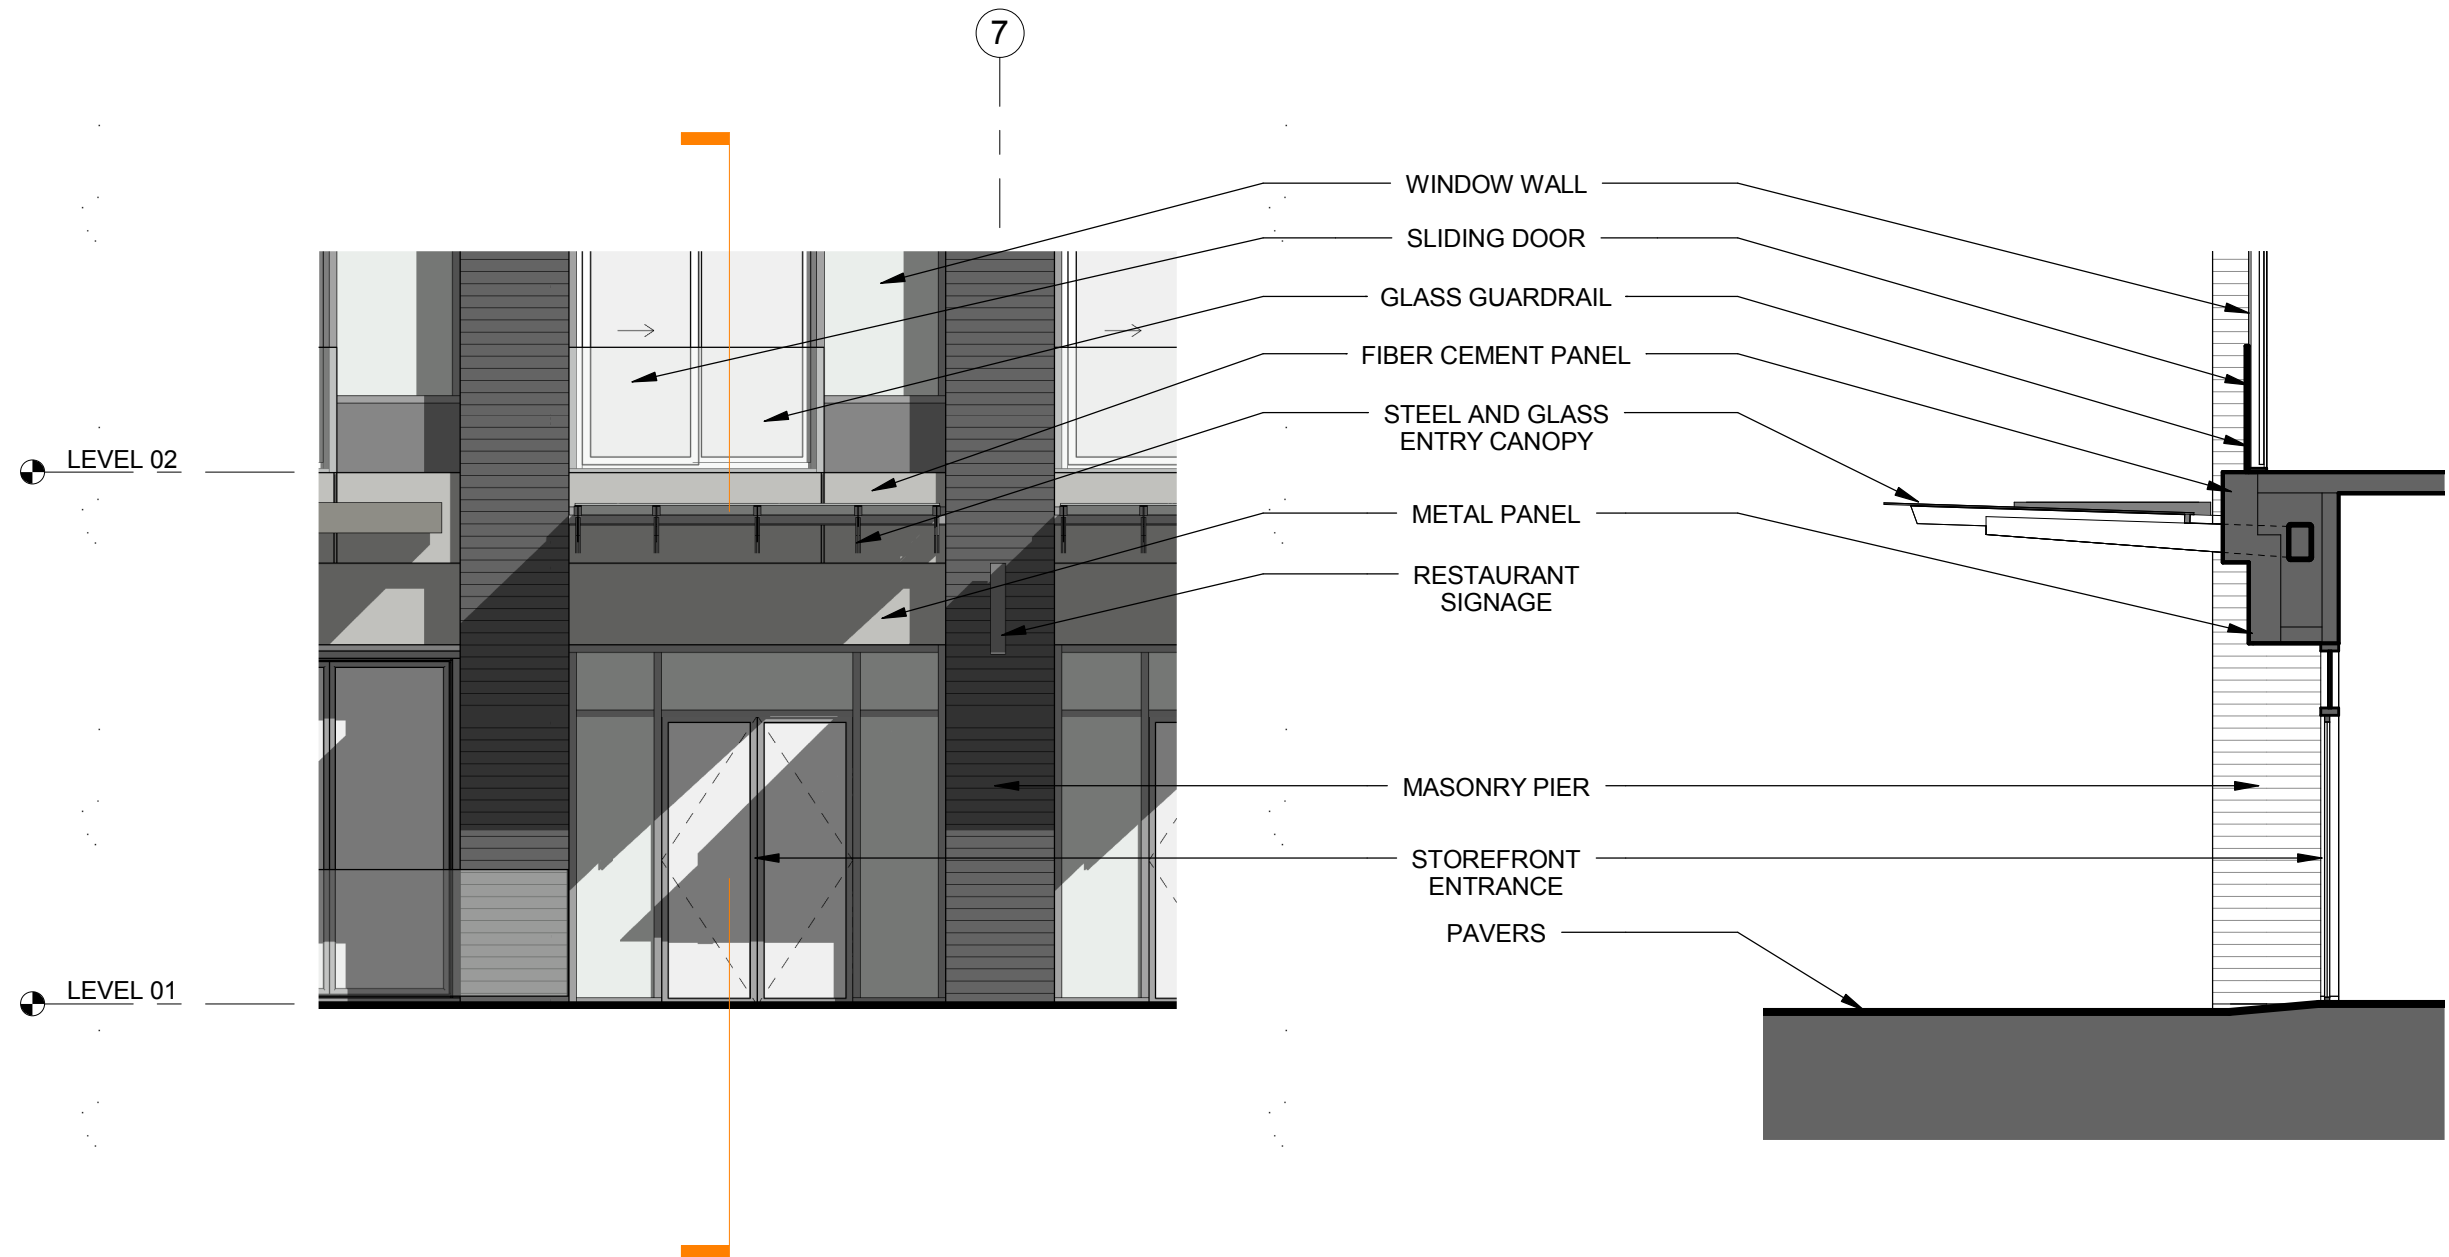 7
WINDOW WALL
SLIDING DOOR
GLASS GUARDRAIL
FIBER CEMENT PANEL
STEEL AND GLASS
ENTRY CANOPY
LEVEL 02
METAL PANEL
RESTAURANT
SIGNAGE
MASONRY PIER
STOREFRONT
ENTRANCE
PAVERS
LEVEL 01